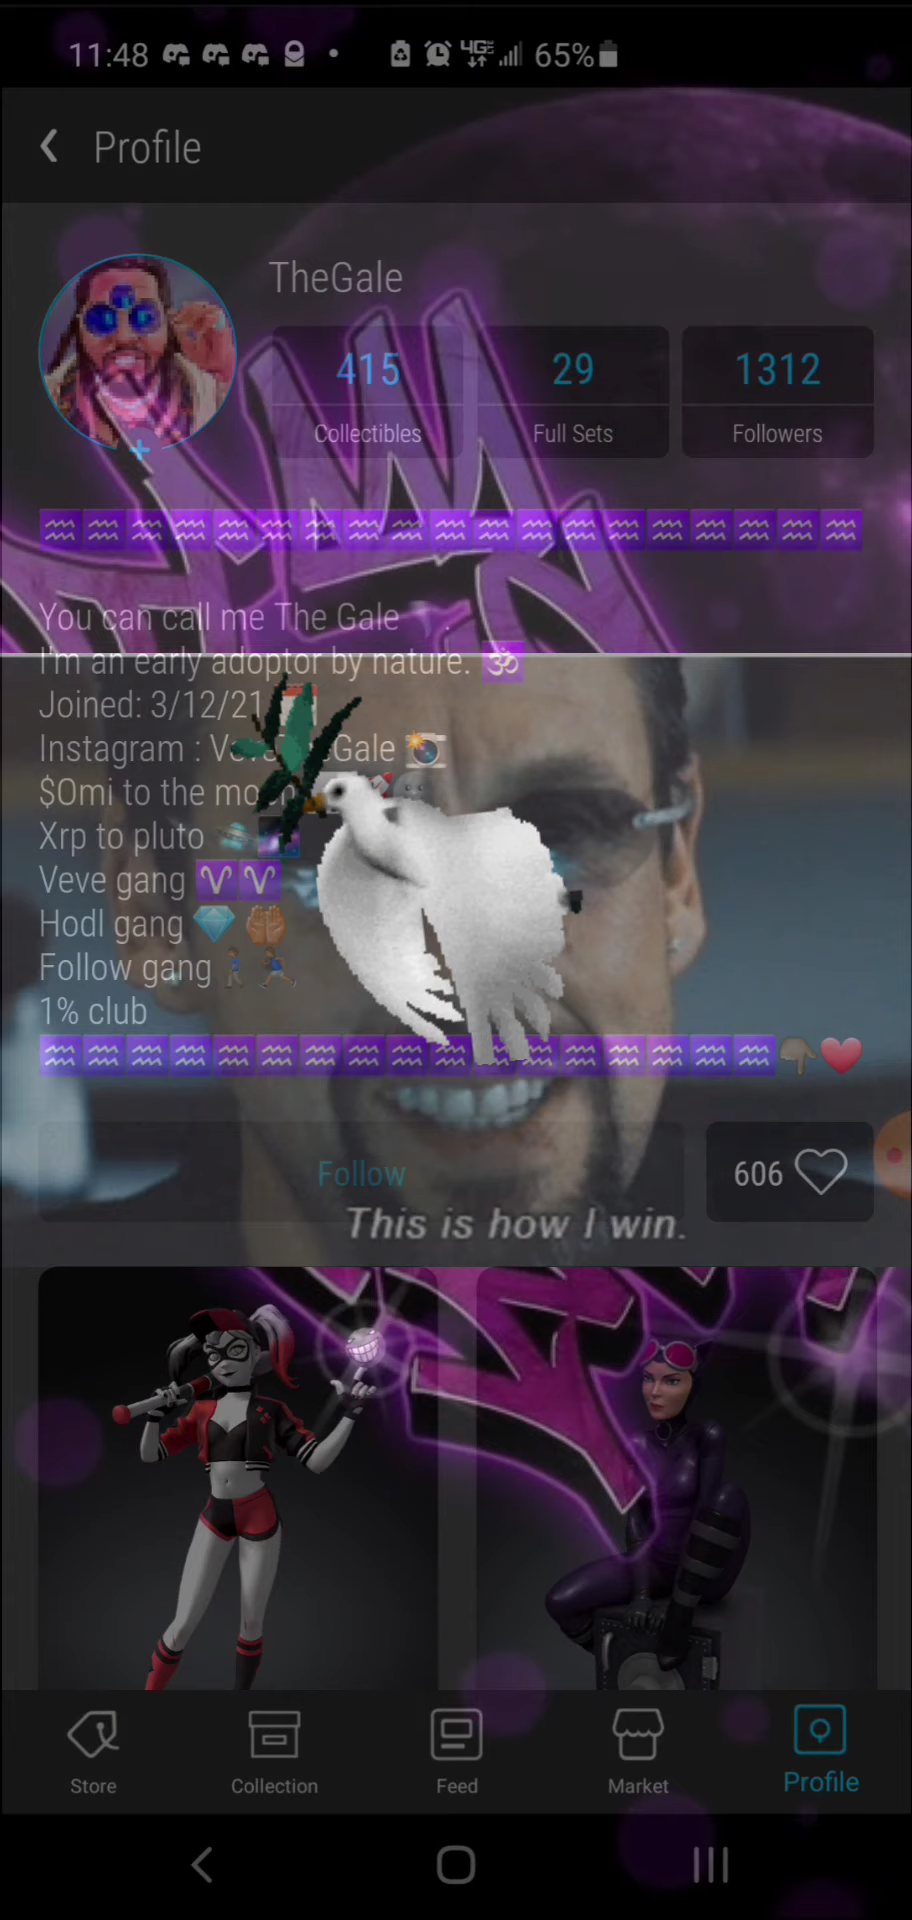 11:48
4GE
65%
Profile
TheGale
415
29
1312
Collectibles
Full Sets
Followers
You can call me The Gale
I'm an early adoptor by nature.
Joined: 3/12/21
Instagram : Gale
$Omi to the
Xrp to pluto
Veve gang
Hodl gang
Follow gang
1% club
Follow
606
This is how I win.
Store
Collection
Feed
Market
Profile